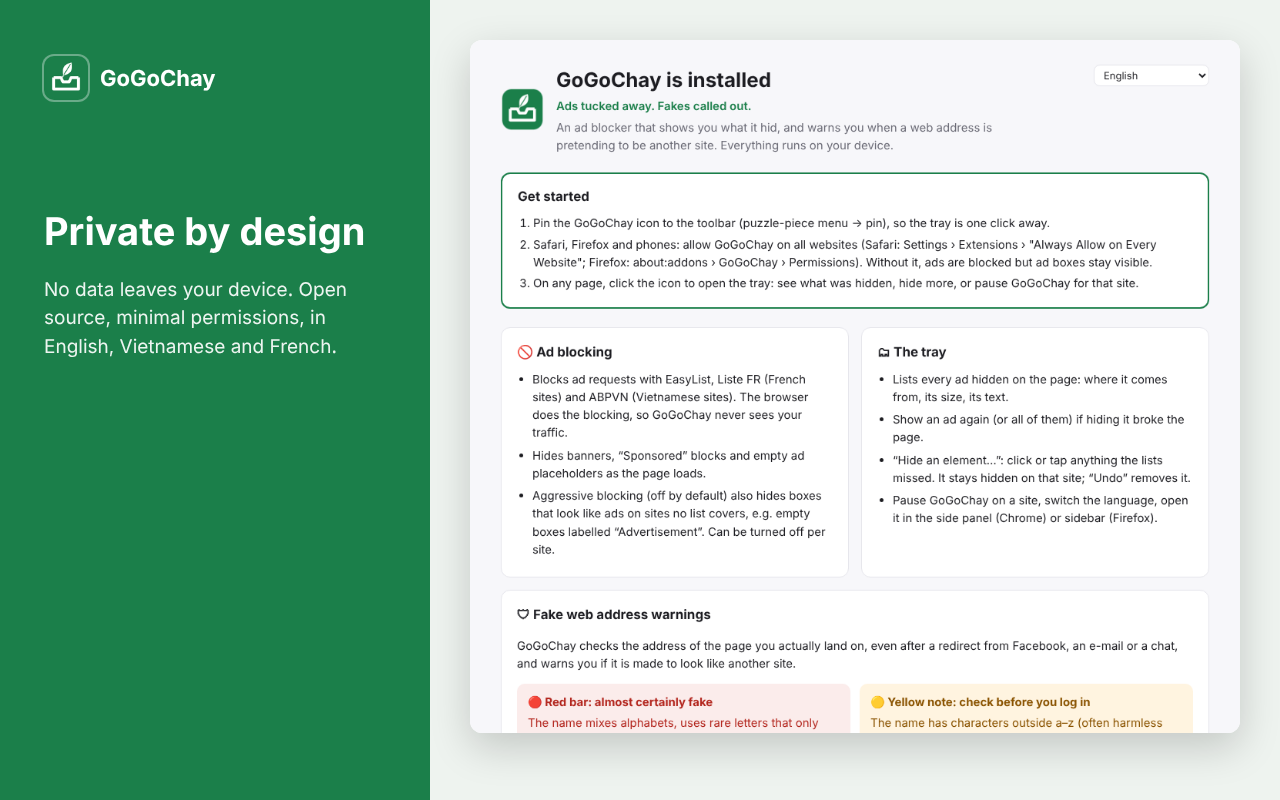 GoGoChay
Private by design
No data leaves your device. Open
source, minimal permissions, in
English, Vietnamese and French.
GoGoChay is installed
English
Ads tucked away. Fakes called out.
An ad blocker that shows you what it hid, and warns you when a web address is
pretending to be another site. Everything runs on your device.
Get started
1. Pin the GoGoChay icon to the toolbar (puzzle-piece menu → pin), so the tray is one click away.
2. Safari, Firefox and phones: allow GoGoChay on all websites (Safari: Settings › Extensions › "Always Allow on Every
Website"; Firefox: about:addons › GoGoChay › Permissions). Without it, ads are blocked but ad boxes stay visible.
3. On any page, click the icon to open the tray: see what was hidden, hide more, or pause GoGoChay for that site.
🚫 Ad blocking
• Blocks ad requests with EasyList, Liste FR (French
sites) and ABPVN (Vietnamese sites). The browser
does the blocking, so GoGoChay never sees your
traffic.
• Hides banners, “Sponsored” blocks and empty ad
placeholders as the page loads.
• Aggressive blocking (off by default) also hides boxes
that look like ads on sites no list covers, e.g. empty
boxes labelled “Advertisement”. Can be turned off per
site.
🗂 The tray
• Lists every ad hidden on the page: where it comes
from, its size, its text.
• Show an ad again (or all of them) if hiding it broke the
page.
• “Hide an element…”: click or tap anything the lists
missed. It stays hidden on that site; “Undo” removes it.
• Pause GoGoChay on a site, switch the language, open
it in the side panel (Chrome) or sidebar (Firefox).
🛡 Fake web address warnings
GoGoChay checks the address of the page you actually land on, even after a redirect from Facebook, an e-mail or a chat,
and warns you if it is made to look like another site.
🔴 Red bar: almost certainly fake
The name mixes alphabets, uses rare letters that only
🟡 Yellow note: check before you log in
The name has characters outside a–z (often harmless